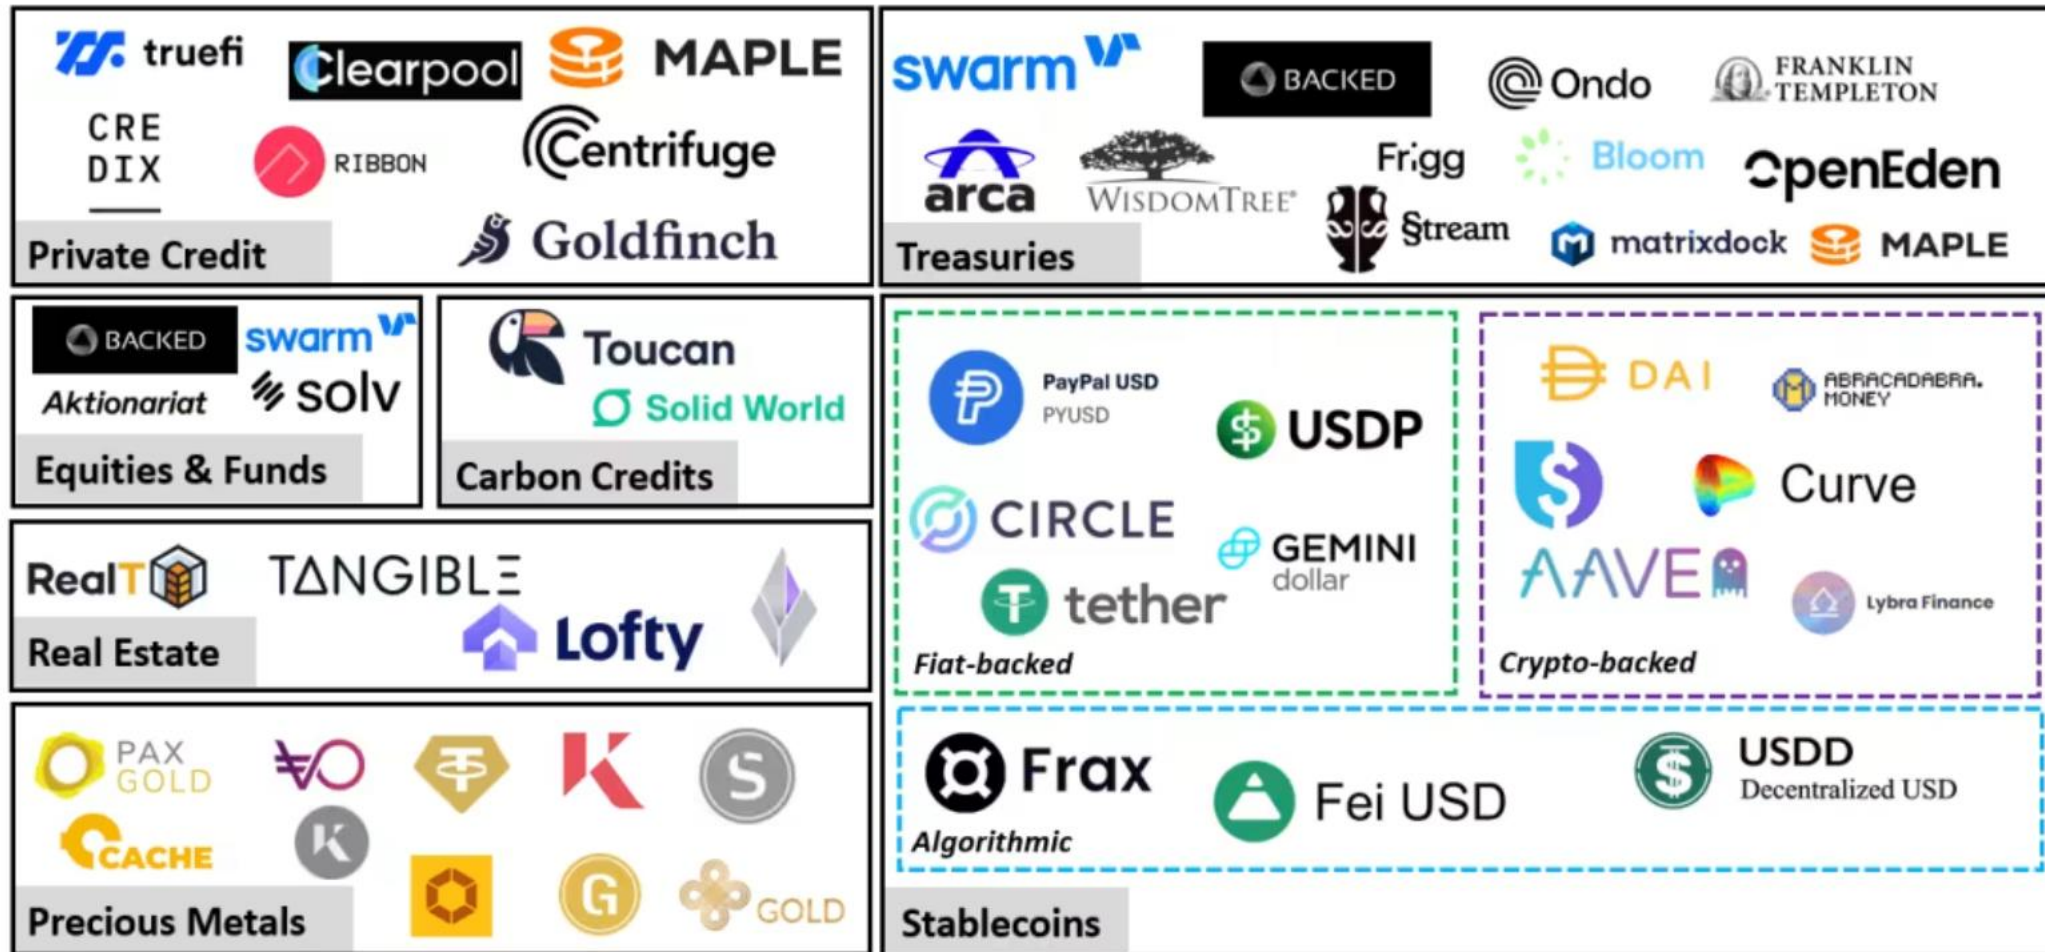 truefi
Clearpool
MAPLE
CRE
DIX
RIBBON
Centrifuge
Goldfinch
Private Credit
swarm
BACKED
Ondo
FRANKLIN
TEMPLETON
arca
WISDOMTREE®
Frigg
Bloom
OpenEden
§tream
matrixdock
MAPLE
Treasuries
BACKED
swarm
Aktionariat
solv
Equities & Funds
Toucan
Solid World
Carbon Credits
RealT
TANGIBLE
Lofty
Real Estate
PAX
GOLD
CACHE
K
K
S
G
GOLD
Precious Metals
PayPal USD
PYUSD
USDP
CIRCLE
GEMINI
dollar
tether
Fiat-backed
DAI
ABRACADABRA.
MONEY
Curve
AAVE
Lybra Finance
Crypto-backed
Frax
Fei USD
USDD
Decentralized USD
Algorithmic
Stablecoins